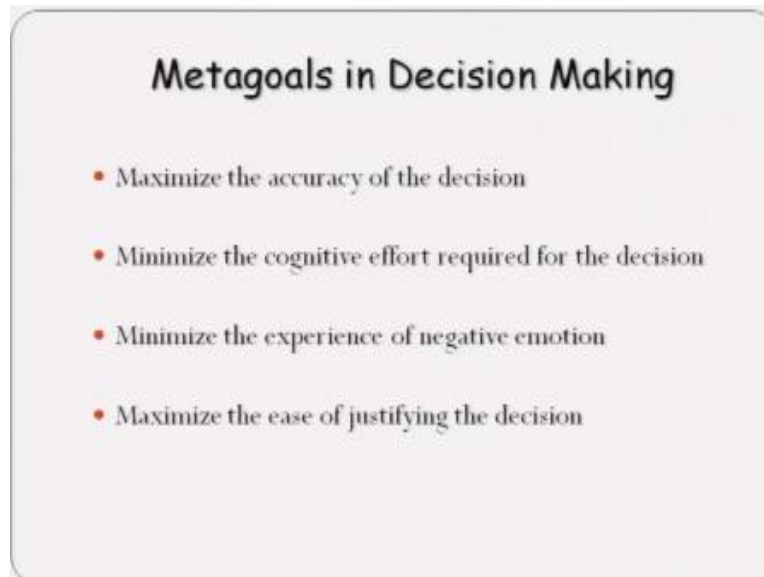 Metagoals in Decision Making
Maximize the accuracy of the decision
Minimize the cognitive effort required for the decision
Minimize the experience of negative emotion
Maximize the ease of justifying the decision